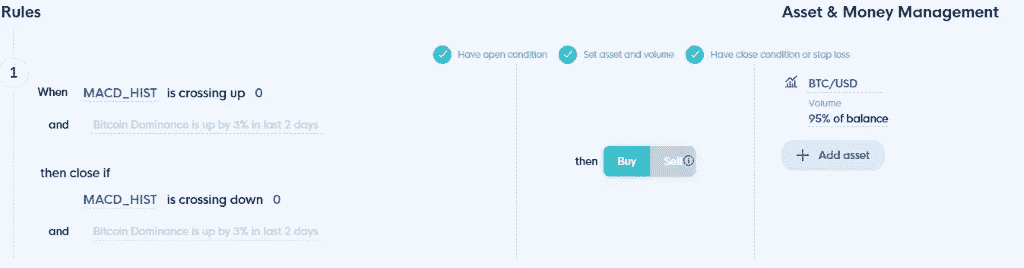 Rules
Asset & Money Management
Have open condition
Set asset and volume
Have close condition or stop loss
1
When MACD_HIST is crossing up 0
and Bitcoin Dominance is up by 3% in last 2 days
then close if
MACD_HIST is crossing down 0
and Bitcoin Dominance is up by 3% in last 2 days
then Buy Sell
BTC/USD
Volume
95% of balance
+ Add asset